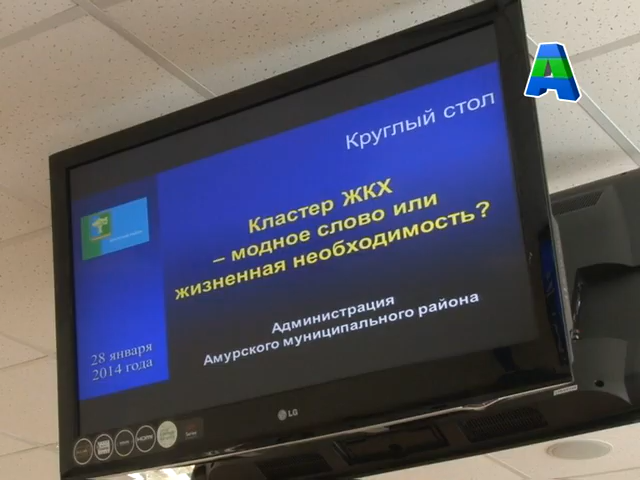 А
Круглый стол
Кластер ЖКХ
– модное слово или
жизненная необходимость?
Администрация
Амурского муниципального района
28 января
2014 года
LG